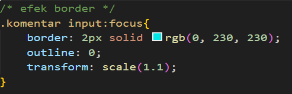 /* efek border */
.komentar input:focus{
    border: 2px solid rgb(0, 230, 230);
    outline: 0;
    transform: scale(1.1);
}